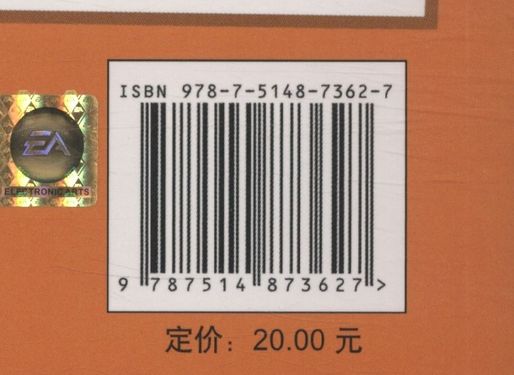 ISBN 978-7-5148-7362-7
EA
ELECTRONIC ARTS
9 787514 873627 >
定价：20.00 元